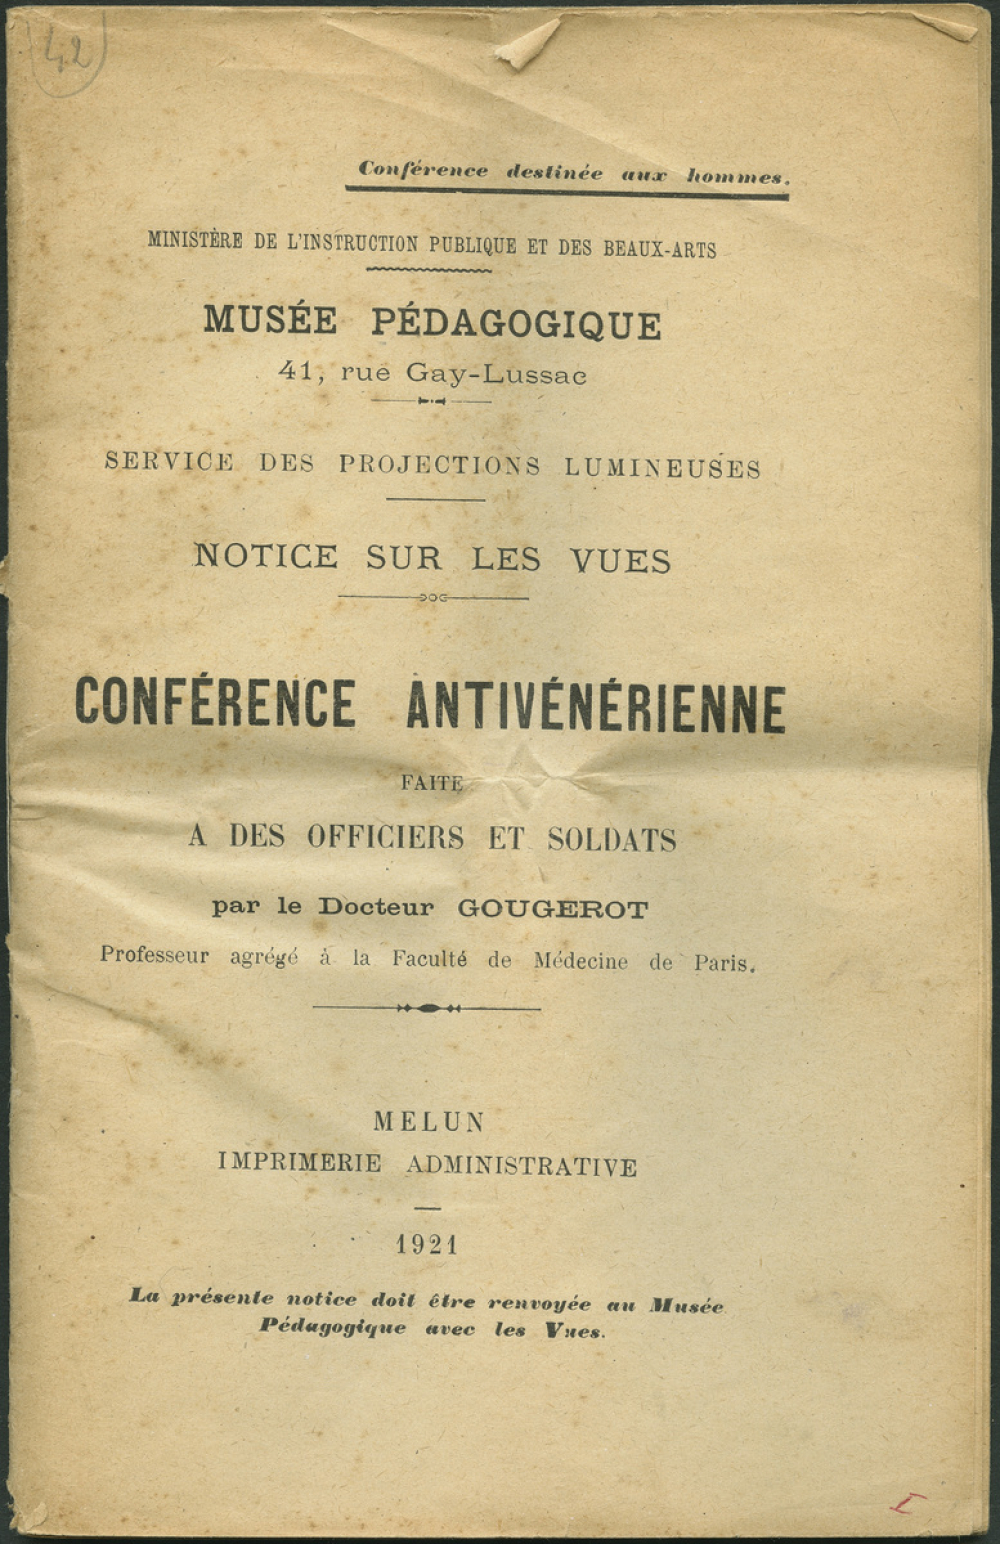 42
Conférence destinée aux hommes.
MINISTÈRE DE L'INSTRUCTION PUBLIQUE ET DES BEAUX-ARTS
MUSÉE PÉDAGOGIQUE
41, rue Gay-Lussac
SERVICE DES PROJECTIONS LUMINEUSES
NOTICE SUR LES VUES
CONFÉRENCE ANTIVÉNÉRIENNE
FAITE
A DES OFFICIERS ET SOLDATS
par le Docteur GOUGEROT
Professeur agrégé à la Faculté de Médecine de Paris.
MELUN
IMPRIMERIE ADMINISTRATIVE
1921
La présente notice doit être renvoyée au Musée
Pédagogique avec les Vues.
I